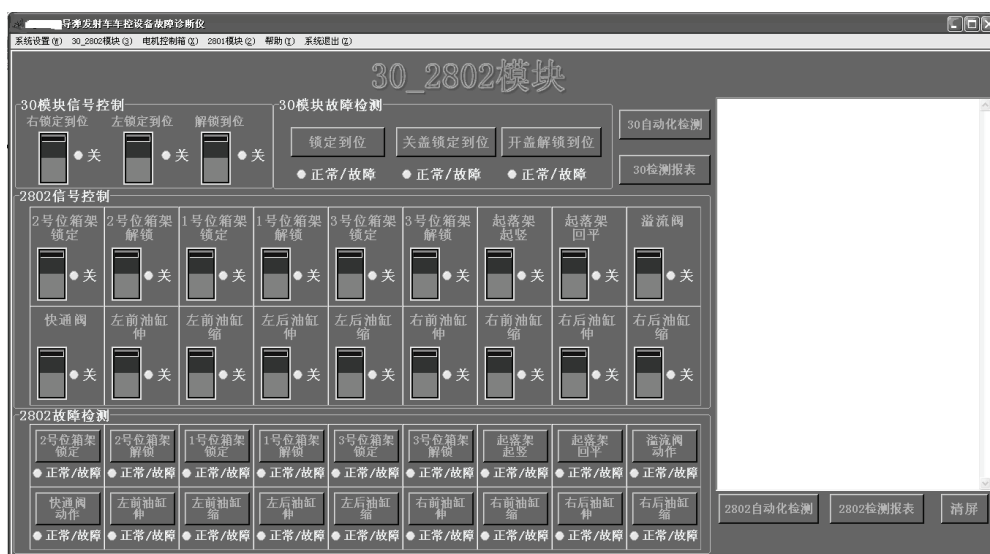 导弹发射车车控设备故障诊断仪
系统设置(W) 30_2802模块(3) 电机控制箱(X) 2801模块(2) 帮助(Y) 系统退出(Z)
30_2802模块
30模块信号控制
右锁定到位 左锁定到位 解锁到位
关 关 关
30模块故障检测
锁定到位 关盖锁定到位 开盖解锁到位
正常/故障 正常/故障 正常/故障
30自动化检测
30检测报表
2802信号控制
2号位箱架 2号位箱架 1号位箱架 1号位箱架 3号位箱架 3号位箱架 起落架 起落架 溢流阀
锁定 解锁 锁定 解锁 锁定 解锁 起竖 回平
关 关 关 关 关 关 关 关 关
快通阀 左前油缸 左前油缸 左后油缸 左后油缸 右前油缸 右前油缸 右后油缸 右后油缸
伸 缩 伸 缩 伸 缩 伸 缩
关 关 关 关 关 关 关 关 关
2802故障检测
2号位箱架 2号位箱架 1号位箱架 1号位箱架 3号位箱架 3号位箱架 起落架 起落架 溢流阀
锁定 解锁 锁定 解锁 锁定 解锁 起竖 回平 动作
正常/故障 正常/故障 正常/故障 正常/故障 正常/故障 正常/故障 正常/故障 正常/故障 正常/故障
快通阀 左前油缸 左前油缸 左后油缸 左后油缸 右前油缸 右前油缸 右后油缸 右后油缸
动作 伸 缩 伸 缩 伸 缩 伸 缩
正常/故障 正常/故障 正常/故障 正常/故障 正常/故障 正常/故障 正常/故障 正常/故障 正常/故障
2802自动化检测 2802检测报表 清屏